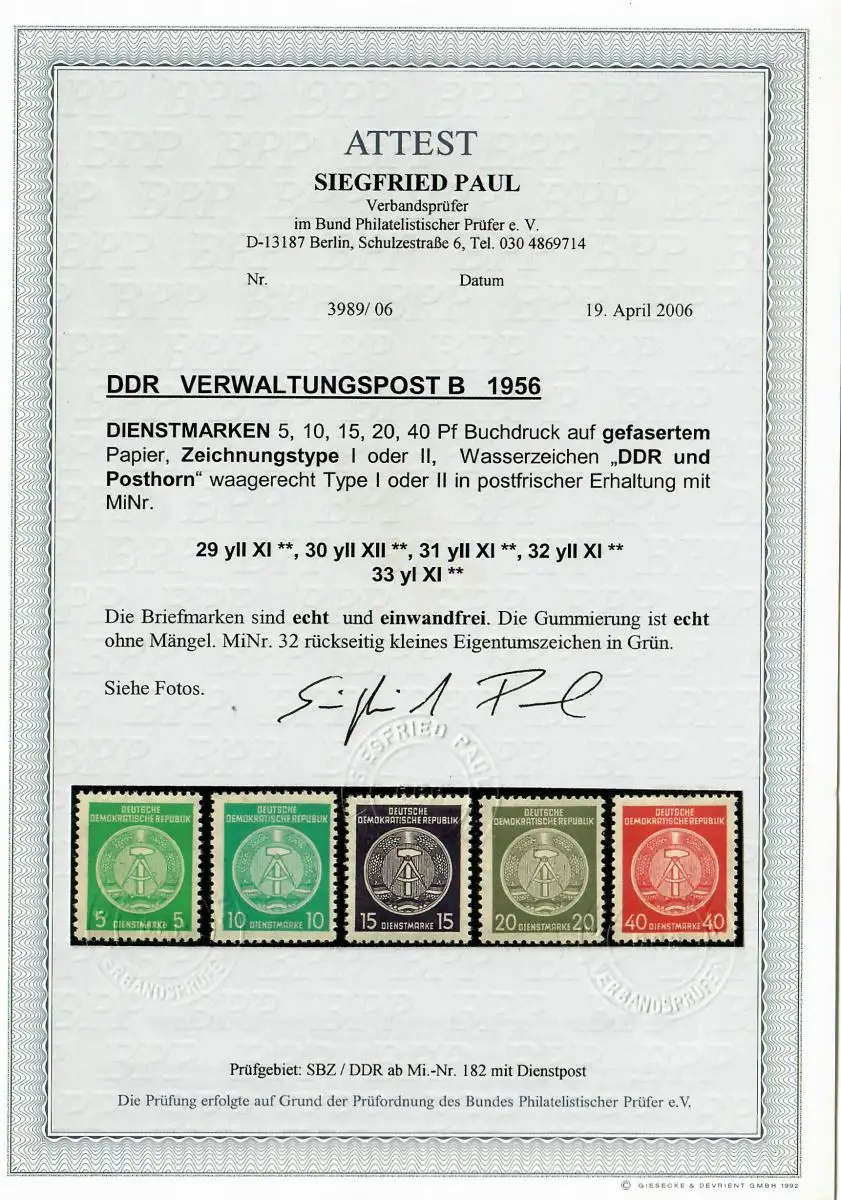 ATTEST
SIEGFRIED PAUL
Verbandsprüfer
im Bund Philatelistischer Prüfer e. V.
D-13187 Berlin, Schulzestraße 6, Tel. 030 4869714
Nr. Datum
3989/ 06 19. April 2006
DDR VERWALTUNGSPOST B 1956
DIENSTMARKEN 5, 10, 15, 20, 40 Pf Buchdruck auf gefasertem
Papier, Zeichnungstype I oder II, Wasserzeichen „DDR und
Posthorn“ waagerecht Type I oder II in postfrischer Erhaltung mit
MiNr.
29 yII XI **, 30 yII XII **, 31 yII XI **, 32 yII XI **
33 yI XI **
Die Briefmarken sind echt und einwandfrei. Die Gummierung ist echt
ohne Mängel. MiNr. 32 rückseitig kleines Eigentumszeichen in Grün.
Siehe Fotos.
Siegfried Paul
SIEGFRIED PAUL
DEUTSCHE
DEMOKRATISCHE REPUBLIK
5 DIENSTMARKE 5
DEUTSCHE
DEMOKRATISCHE REPUBLIK
10 DIENSTMARKE 10
DEUTSCHE
DEMOKRATISCHE REPUBLIK
15 DIENSTMARKE 15
DEUTSCHE
DEMOKRATISCHE REPUBLIK
20 DIENSTMARKE 20
DEUTSCHE
DEMOKRATISCHE REPUBLIK
40 DIENSTMARKE 40
VERBANDSPRÜFER
VERBANDSPRÜFER
Prüfgebiet: SBZ / DDR ab Mi.-Nr. 182 mit Dienstpost
Die Prüfung erfolgte auf Grund der Prüfordnung des Bundes Philatelistischer Prüfer e.V.
© GIESECKE & DEVRIENT GMBH 1992